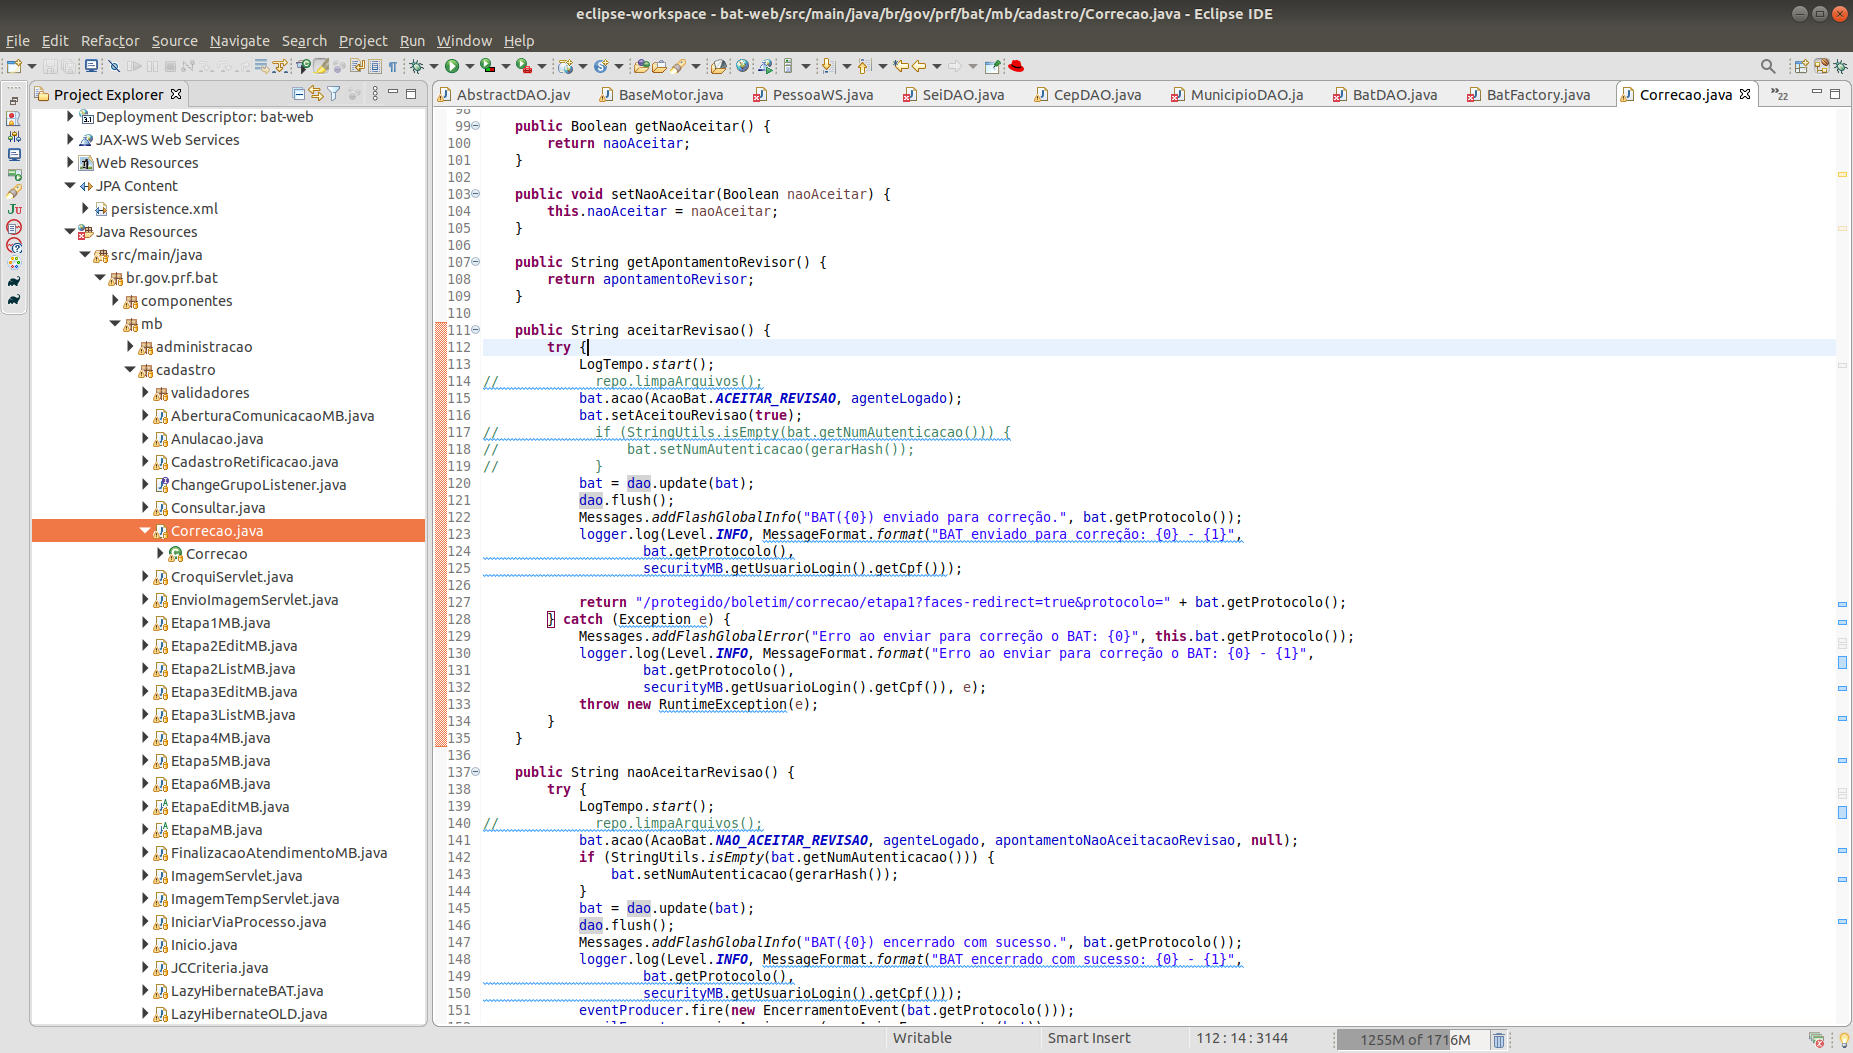 eclipse-workspace - bat-web/src/main/java/br/gov/prf/bat/mb/cadastro/Correcao.java - Eclipse IDE
File Edit Refactor Source Navigate Search Project Run Window Help
Project Explorer
Deployment Descriptor: bat-web
JAX-WS Web Services
Web Resources
JPA Content
persistence.xml
Java Resources
src/main/java
br.gov.prf.bat
componentes
mb
administracao
cadastro
validadores
AberturaComunicacaoMB.java
Anulacao.java
CadastroRetificacao.java
ChangeGrupoListener.java
Consultar.java
Correcao.java
Correcao
CroquiServlet.java
EnvioImagemServlet.java
Etapa1MB.java
Etapa2EditMB.java
Etapa2ListMB.java
Etapa3EditMB.java
Etapa3ListMB.java
Etapa4MB.java
Etapa5MB.java
Etapa6MB.java
EtapaEditMB.java
EtapaMB.java
FinalizacaoAtendimentoMB.java
ImagemServlet.java
ImagemTempServlet.java
IniciarViaProcesso.java
Inicio.java
JCCriteria.java
LazyHibernateBAT.java
LazyHibernateOLD.java
AbstractDAO.jav BaseMotor.java PessoaWS.java SeiDAO.java CepDAO.java MunicipioDAO.ja BatDAO.java BatFactory.java Correcao.java »22
98
99 public Boolean getNaoAceitar() {
100 return naoAceitar;
101 }
102
103 public void setNaoAceitar(Boolean naoAceitar) {
104 this.naoAceitar = naoAceitar;
105 }
106
107 public String getApontamentoRevisor() {
108 return apontamentoRevisor;
109 }
110
111 public String aceitarRevisao() {
112 try {
113 LogTempo.start();
114 // repo.limpaArquivos();
115 bat.acao(AcaoBat.ACEITAR_REVISAO, agenteLogado);
116 bat.setAceitouRevisao(true);
117 // if (StringUtils.isEmpty(bat.getNumAutenticacao())) {
118 // bat.setNumAutenticacao(gerarHash());
119 // }
120 bat = dao.update(bat);
121 dao.flush();
122 Messages.addFlashGlobalInfo("BAT({0}) enviado para correção.", bat.getProtocolo());
123 logger.log(Level.INFO, MessageFormat.format("BAT enviado para correção: {0} - {1}",
124 bat.getProtocolo(),
125 securityMB.getUsuarioLogin().getCpf()));
126
127 return "/protegido/boletim/correcao/etapa1?faces-redirect=true&protocolo=" + bat.getProtocolo();
128 } catch (Exception e) {
129 Messages.addFlashGlobalError("Erro ao enviar para correção o BAT: {0}", this.bat.getProtocolo());
130 logger.log(Level.INFO, MessageFormat.format("Erro ao enviar para correção o BAT: {0} - {1}",
131 bat.getProtocolo(),
132 securityMB.getUsuarioLogin().getCpf()), e);
133 throw new RuntimeException(e);
134 }
135 }
136
137 public String naoAceitarRevisao() {
138 try {
139 LogTempo.start();
140 // repo.limpaArquivos();
141 bat.acao(AcaoBat.NAO_ACEITAR_REVISAO, agenteLogado, apontamentoNaoAceitacaoRevisao, null);
142 if (StringUtils.isEmpty(bat.getNumAutenticacao())) {
143 bat.setNumAutenticacao(gerarHash());
144 }
145 bat = dao.update(bat);
146 dao.flush();
147 Messages.addFlashGlobalInfo("BAT({0}) encerrado com sucesso.", bat.getProtocolo());
148 logger.log(Level.INFO, MessageFormat.format("BAT encerrado com sucesso: {0} - {1}",
149 bat.getProtocolo(),
150 securityMB.getUsuarioLogin().getCpf()));
151 eventProducer.fire(new EncerramentoEvent(bat.getProtocolo()));
Writable Smart Insert 112 : 14 : 3144 1255M of 1716M